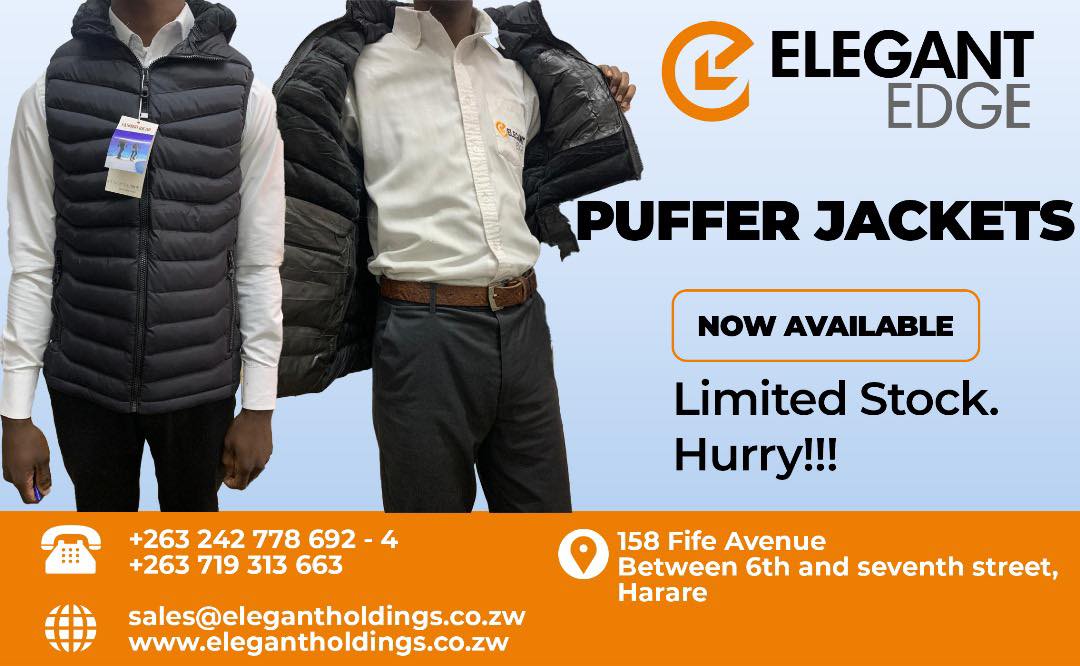 ELEGANT
EDGE
ELEGANT
PUFFER JACKETS
NOW AVAILABLE
Limited Stock.
Hurry!!!
+263 242 778 692 - 4
+263 719 313 663
sales@elegantholdings.co.zw
www.elegantholdings.co.zw
158 Fife Avenue
Between 6th and seventh street,
Harare